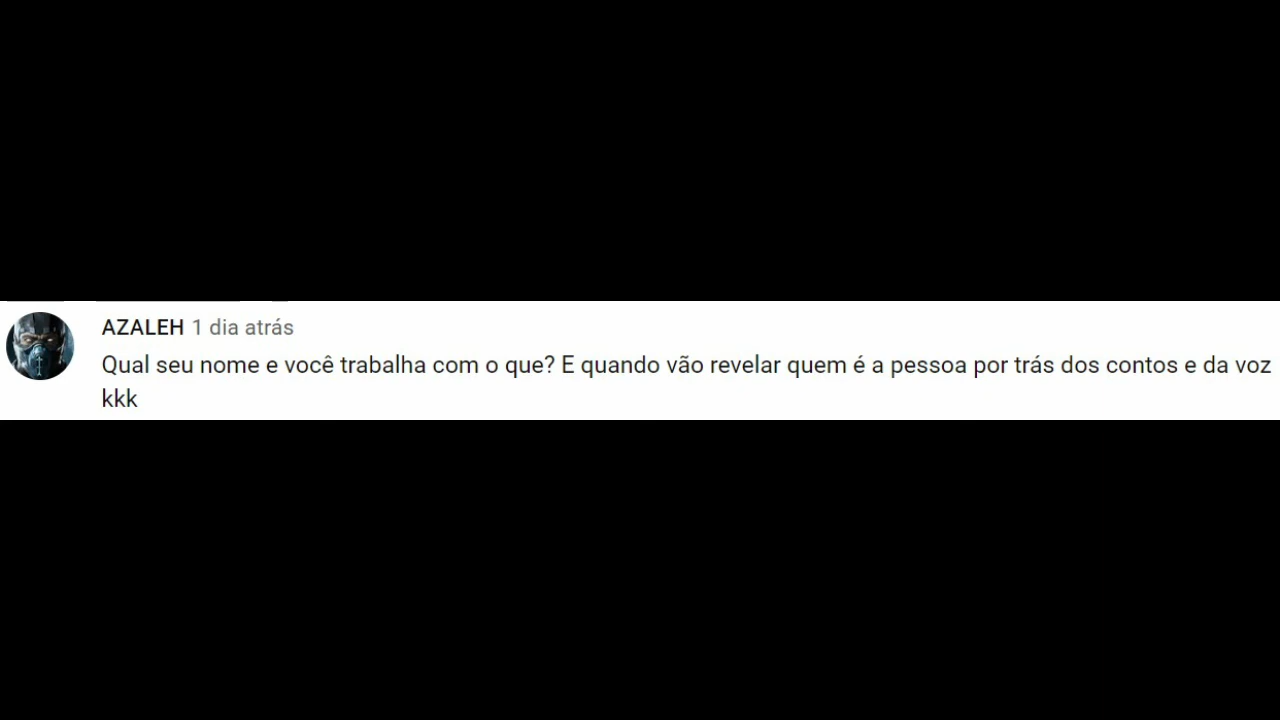 AZALEH 1 dia atrás
Qual seu nome e você trabalha com o que? E quando vão revelar quem é a pessoa por trás dos contos e da voz
kkk